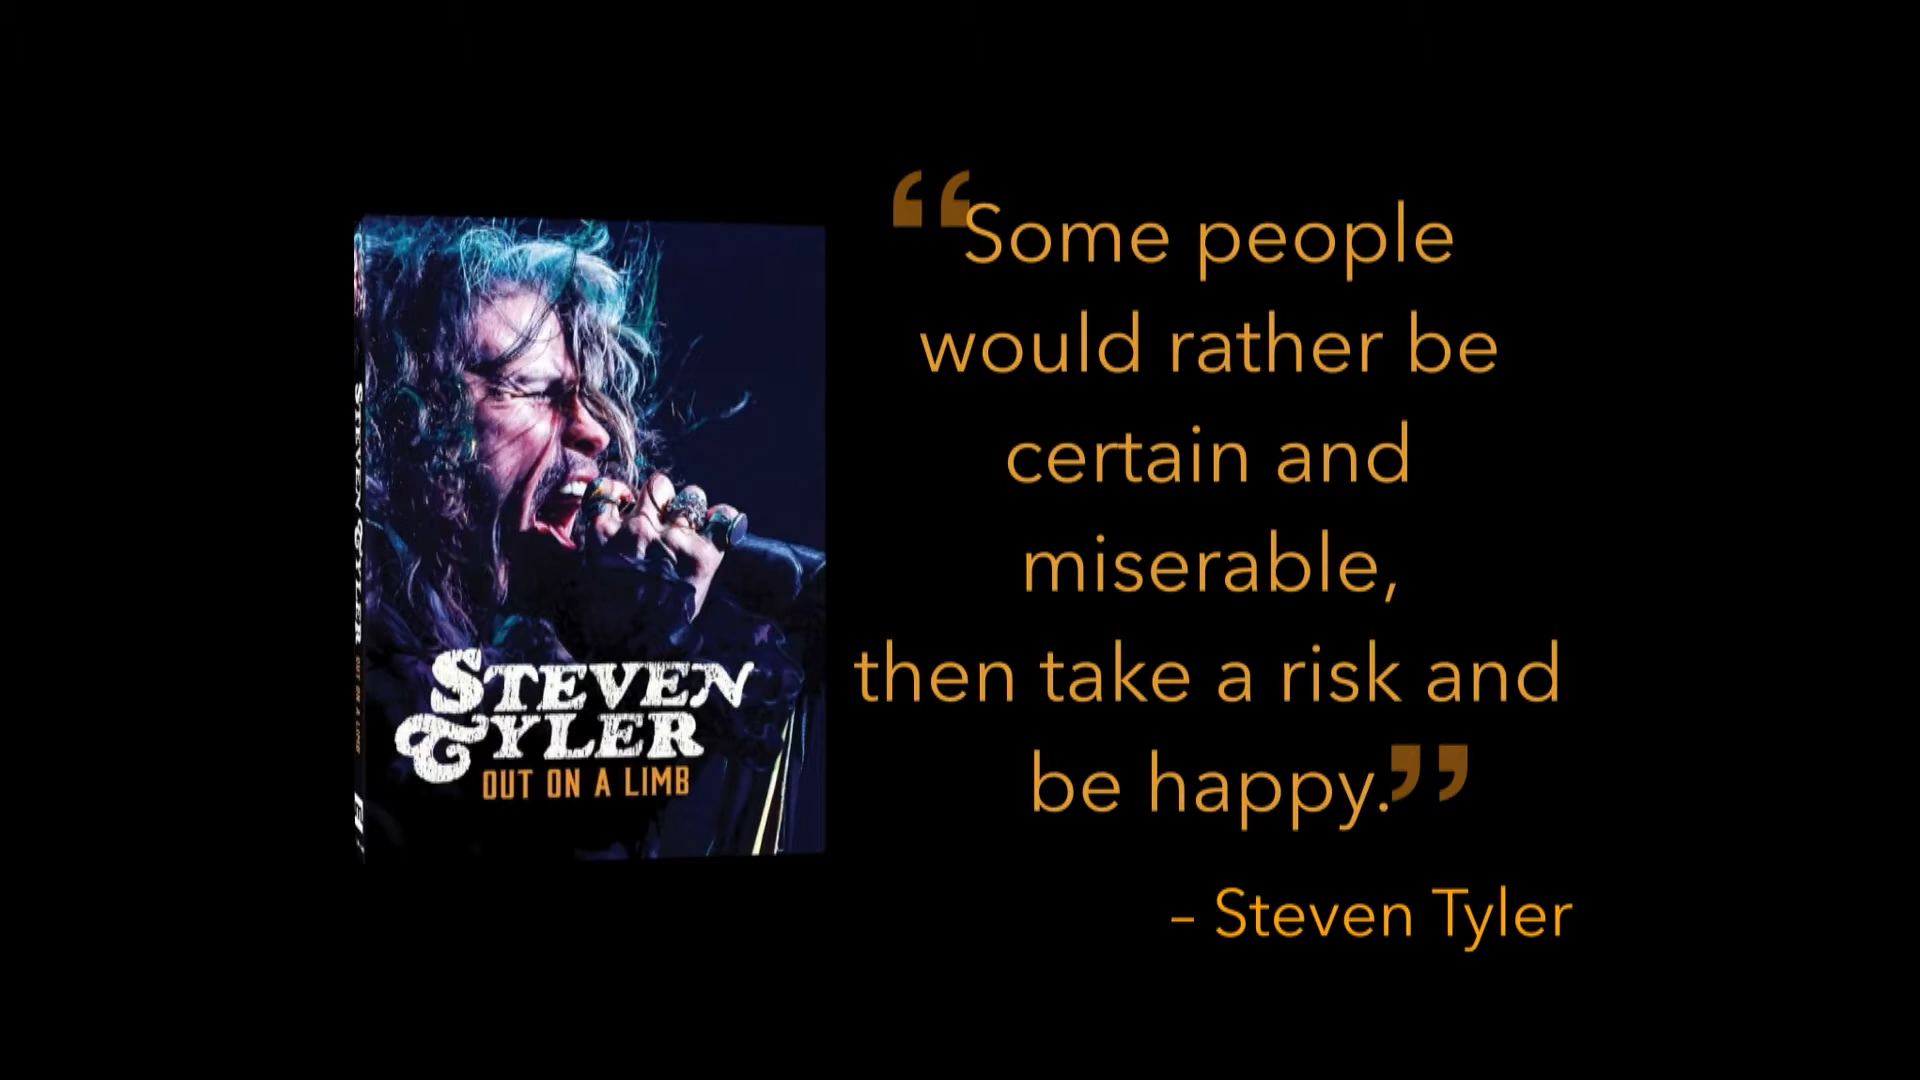 STEVEN TYLER OUT ON A LIMB
STEVEN
TYLER
OUT ON A LIMB
“Some people
would rather be
certain and
miserable,
then take a risk and
be happy.”
– Steven Tyler